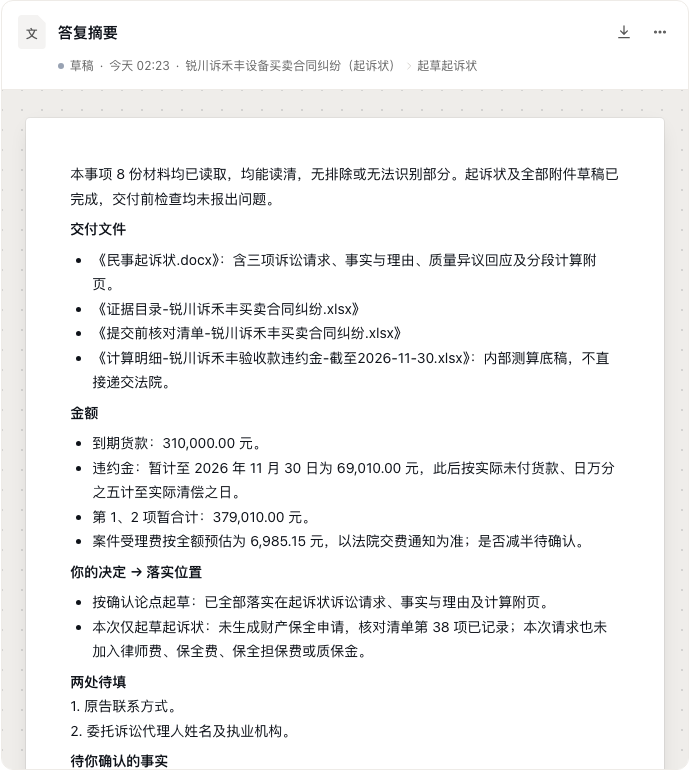 文
答复摘要
草稿 · 今天 02:23 · 锐川诉禾丰设备买卖合同纠纷（起诉状） › 起草起诉状
本事项 8 份材料均已读取，均能读清，无排除或无法识别部分。起诉状及全部附件草稿已
完成，交付前检查均未报出问题。
交付文件
• 《民事起诉状.docx》：含三项诉讼请求、事实与理由、质量异议回应及分段计算附
页。
• 《证据目录-锐川诉禾丰买卖合同纠纷.xlsx》
• 《提交前核对清单-锐川诉禾丰买卖合同纠纷.xlsx》
• 《计算明细-锐川诉禾丰验收款违约金-截至2026-11-30.xlsx》：内部测算底稿，不直
接递交法院。
金额
• 到期货款：310,000.00 元。
• 违约金：暂计至 2026 年 11 月 30 日为 69,010.00 元，此后按实际未付货款、日万分
之五计至实际清偿之日。
• 第 1、2 项暂合计：379,010.00 元。
• 案件受理费按全额预估为 6,985.15 元，以法院交费通知为准；是否减半待确认。
你的决定 → 落实位置
• 按确认论点起草：已全部落实在起诉状诉讼请求、事实与理由及计算附页。
• 本次仅起草起诉状：未生成财产保全申请，核对清单第 38 项已记录；本次请求也未
加入律师费、保全费、保全担保费或质保金。
两处待填
1. 原告联系方式。
2. 委托诉讼代理人姓名及执业机构。
待你确认的事实